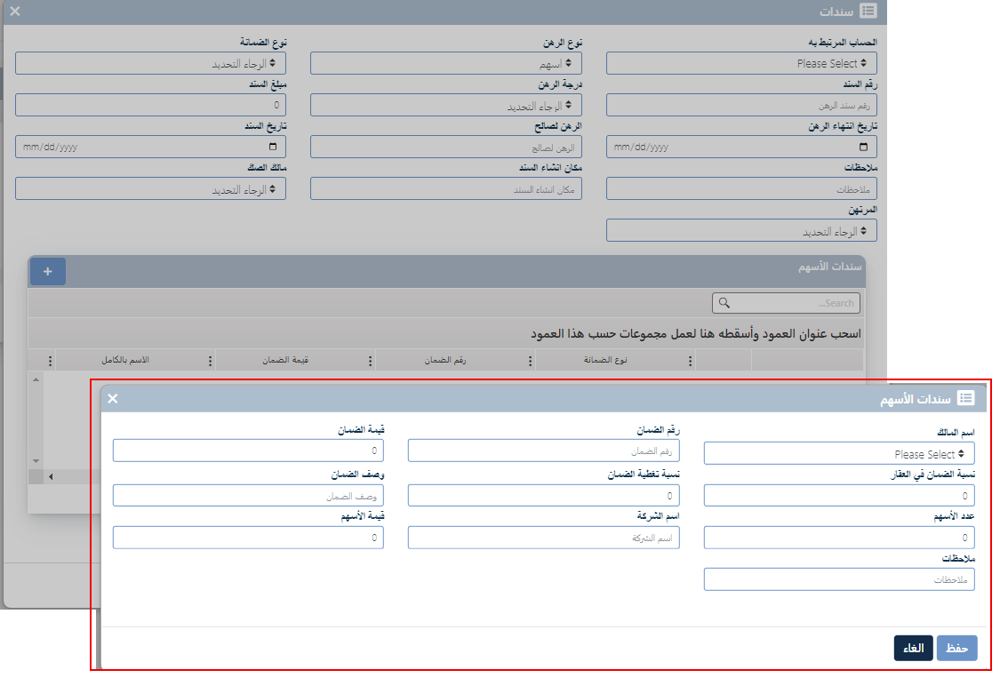 سندات
الحساب المرتبط به
نوع الرهن
نوع الضمانة
Please Select
اسهم
الرجاء التحديد
رقم السند
درجة الرهن
مبلغ السند
رقم سند الرهن
الرجاء التحديد
0
تاريخ انتهاء الرهن
الرهن لصالح
تاريخ السند
mm/dd/yyyy
الرهن لصالح
mm/dd/yyyy
ملاحظات
مكان انشاء السند
مالك الصك
ملاحظات
مكان انشاء السند
الرجاء التحديد
المرتهن
الرجاء التحديد
سندات الأسهم
+
Search...
اسحب عنوان العمود وأسقطه هنا لعمل مجموعات حسب هذا العمود
نوع الضمانة
رقم الضمان
قيمة الضمان
الاسم بالكامل
سندات الأسهم
اسم المالك
رقم الضمان
قيمة الضمان
Please Select
رقم الضمان
0
نسبة الضمان في العقار
نسبة تغطية الضمان
وصف الضمان
0
0
وصف الضمان
عدد الأسهم
اسم الشركة
قيمة الأسهم
0
اسم الشركة
0
ملاحظات
ملاحظات
حفظ
الغاء